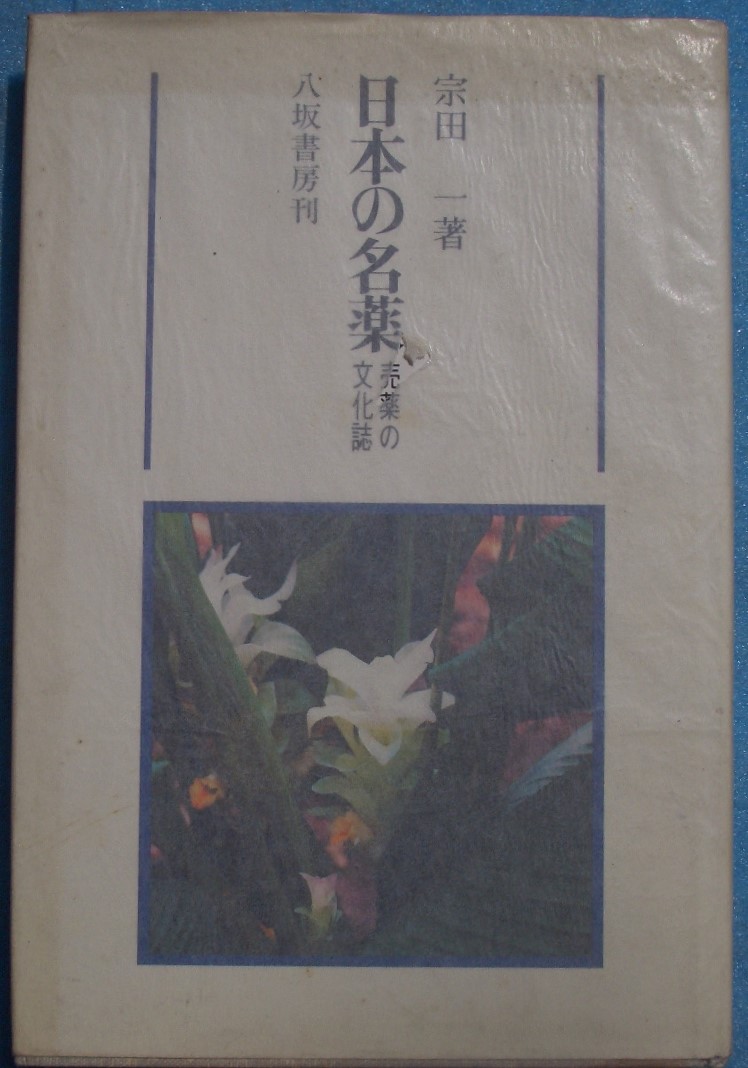 宗田 一著
日本の名薬
売薬の
文化誌
八坂書房刊